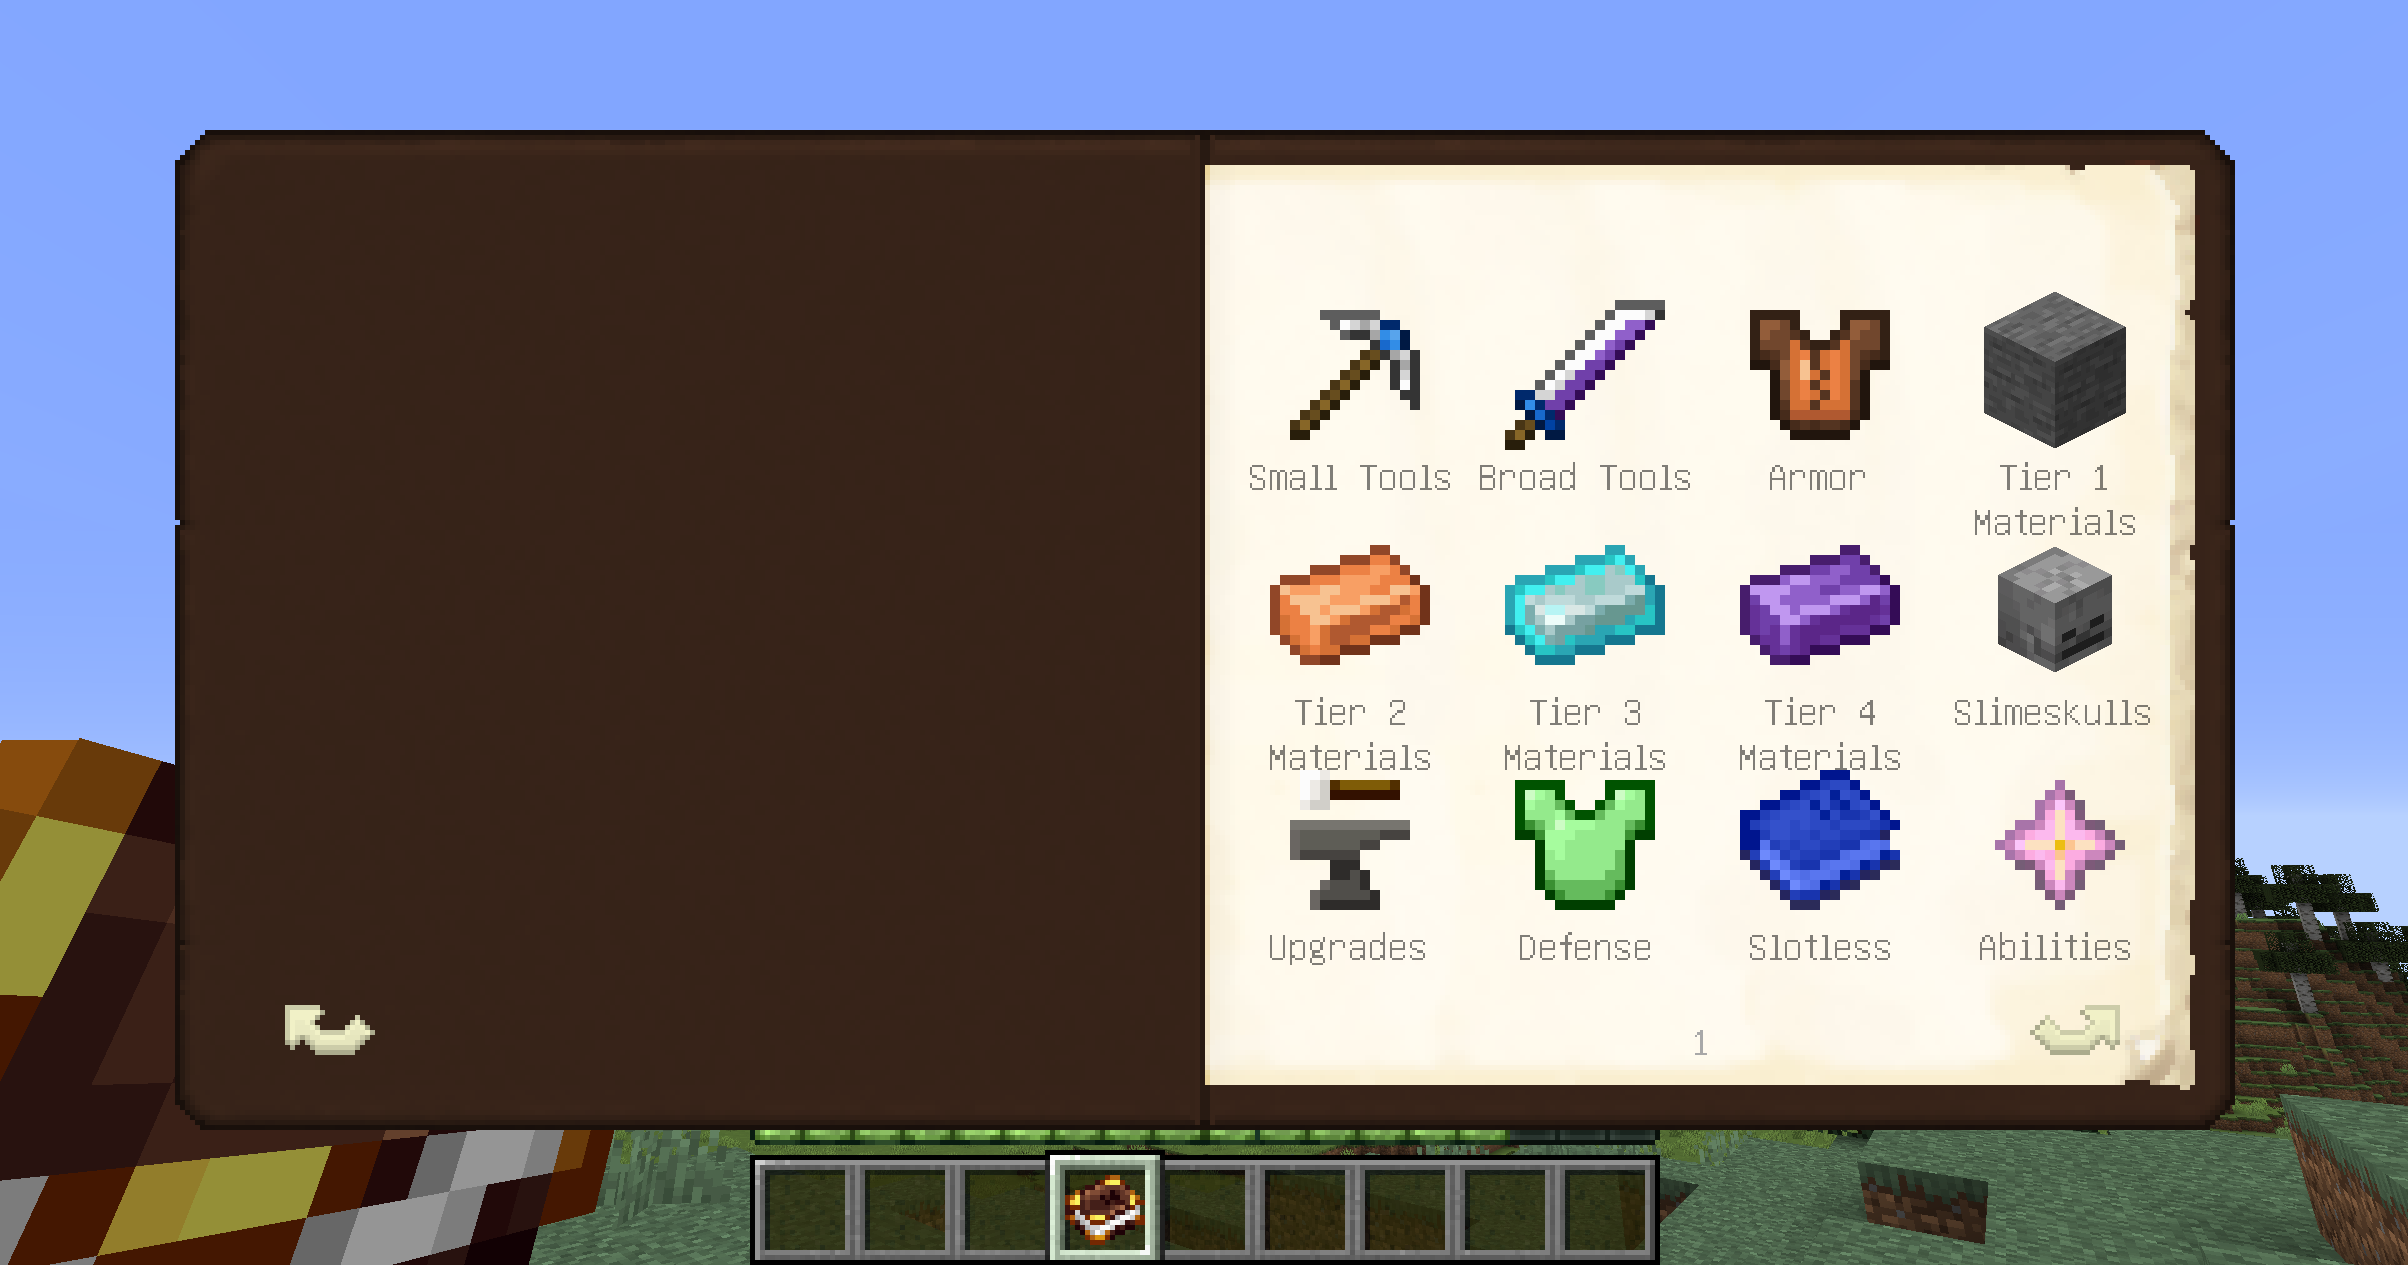 Small Tools
Broad Tools
Armor
Tier 1
Materials
Tier 2
Materials
Tier 3
Materials
Tier 4
Materials
Slimeskulls
Upgrades
Defense
Slotless
Abilities
1